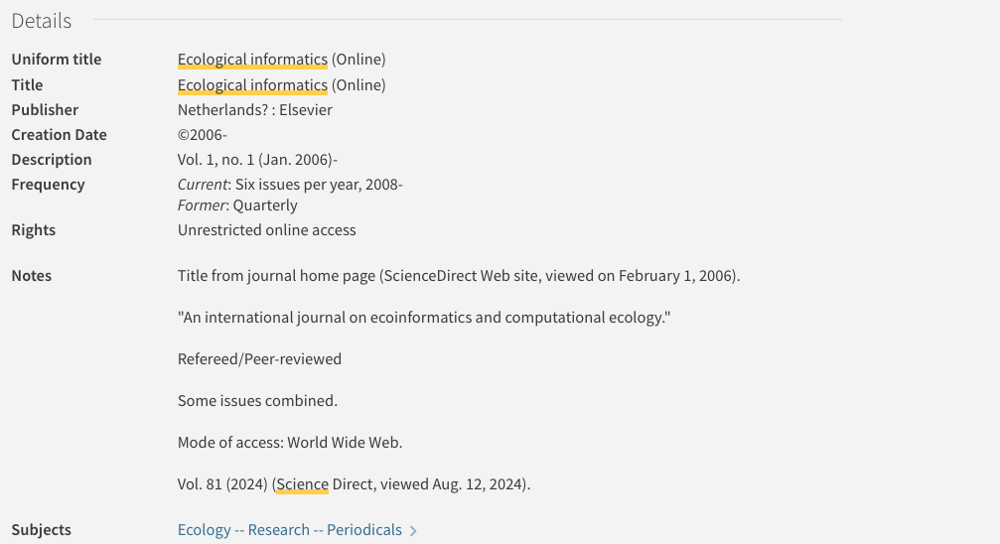 Details
Uniform title Ecological informatics (Online)
Title Ecological informatics (Online)
Publisher Netherlands? : Elsevier
Creation Date ©2006-
Description Vol. 1, no. 1 (Jan. 2006)-
Frequency Current: Six issues per year, 2008-
Former: Quarterly
Rights Unrestricted online access
Notes Title from journal home page (ScienceDirect Web site, viewed on February 1, 2006).
"An international journal on ecoinformatics and computational ecology."
Refereed/Peer-reviewed
Some issues combined.
Mode of access: World Wide Web.
Vol. 81 (2024) (Science Direct, viewed Aug. 12, 2024).
Subjects Ecology -- Research -- Periodicals